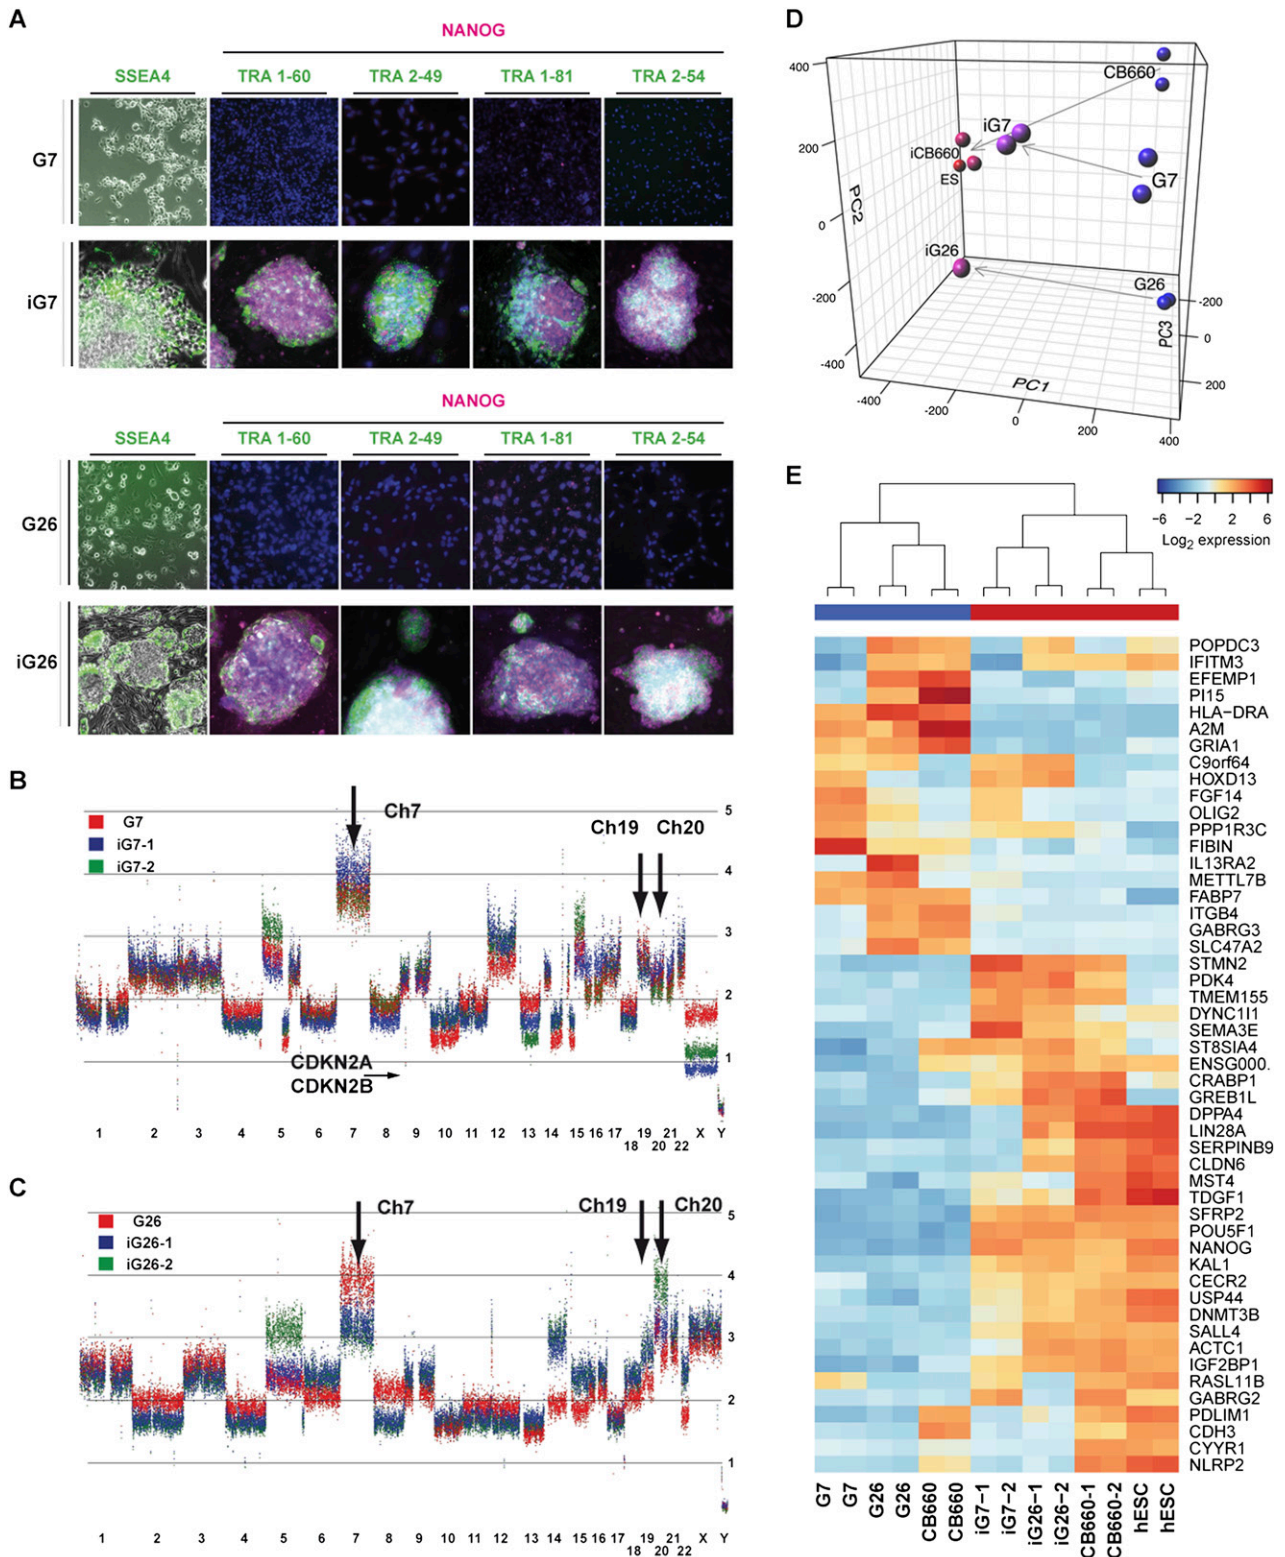 A
NANOG
SSEA4 TRA 1-60 TRA 2-49 TRA 1-81 TRA 2-54
G7
iG7
NANOG
SSEA4 TRA 1-60 TRA 2-49 TRA 1-81 TRA 2-54
G26
iG26
B
G7
iG7-1
iG7-2
Ch7
Ch19
Ch20
5
4
3
2
1
CDKN2A
CDKN2B
1 2 3 4 5 6 7 8 9 10 11 12 13 14 15 16 17 18 19 20 21 22 X Y
C
G26
iG26-1
iG26-2
Ch7
Ch19
Ch20
5
4
3
2
1
1 2 3 4 5 6 7 8 9 10 11 12 13 14 15 16 17 18 19 20 21 22 X Y
D
400
200
0
-200
-400
PC2
-400
-200
0
200
400
PC1
-200
0
200
PC3
CB660
iG7
iCB660
ES
G7
iG26
G26
E
-6 -2 2 6
Log2 expression
POPDC3
IFITM3
EFEMP1
PI15
HLA-DRA
A2M
GRIA1
C9orf64
HOXD13
FGF14
OLIG2
PPP1R3C
FIBIN
IL13RA2
METTL7B
FABP7
ITGB4
GABRG3
SLC47A2
STMN2
PDK4
TMEM155
DYNC1I1
SEMA3E
ST8SIA4
ENSG000.
CRABP1
GREB1L
DPPA4
LIN28A
SERPINB9
CLDN6
MST4
TDGF1
SFRP2
POU5F1
NANOG
KAL1
CECR2
USP44
DNMT3B
SALL4
ACTC1
IGF2BP1
RASL11B
GABRG2
PDLIM1
CDH3
CYYR1
NLRP2
G7
G7
G26
G26
CB660
CB660
iG7-1
iG7-2
iG26-1
iG26-2
CB660-1
CB660-2
hESC
hESC